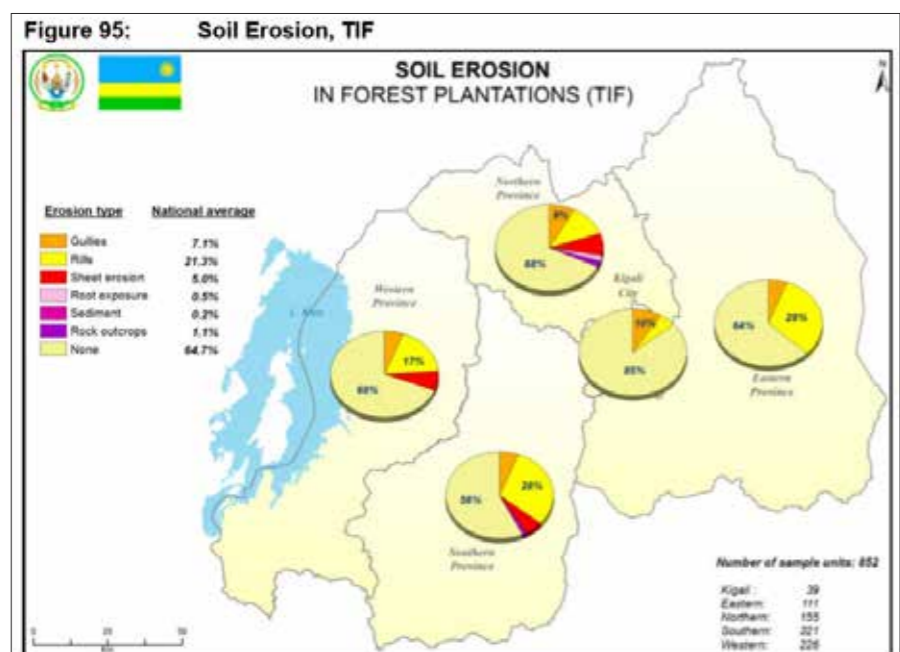 Figure 95: Soil Erosion, TIF
SOIL EROSION
IN FOREST PLANTATIONS (TIF)
N
Erosion type National average
Gullies 7.1%
Rills 21.3%
Sheet erosion 5.0%
Root exposure 0.5%
Sediment 0.2%
Rock outcrops 1.1%
None 64.7%
Northern
Province
8%
68%
Kigali
City
10%
85%
Western
Province
17%
68%
64%
28%
Eastern
Province
56%
28%
Southern
Province
Number of sample units: 852
Kigali : 39
Eastern: 111
Northern: 155
Southern: 321
Western: 226
0